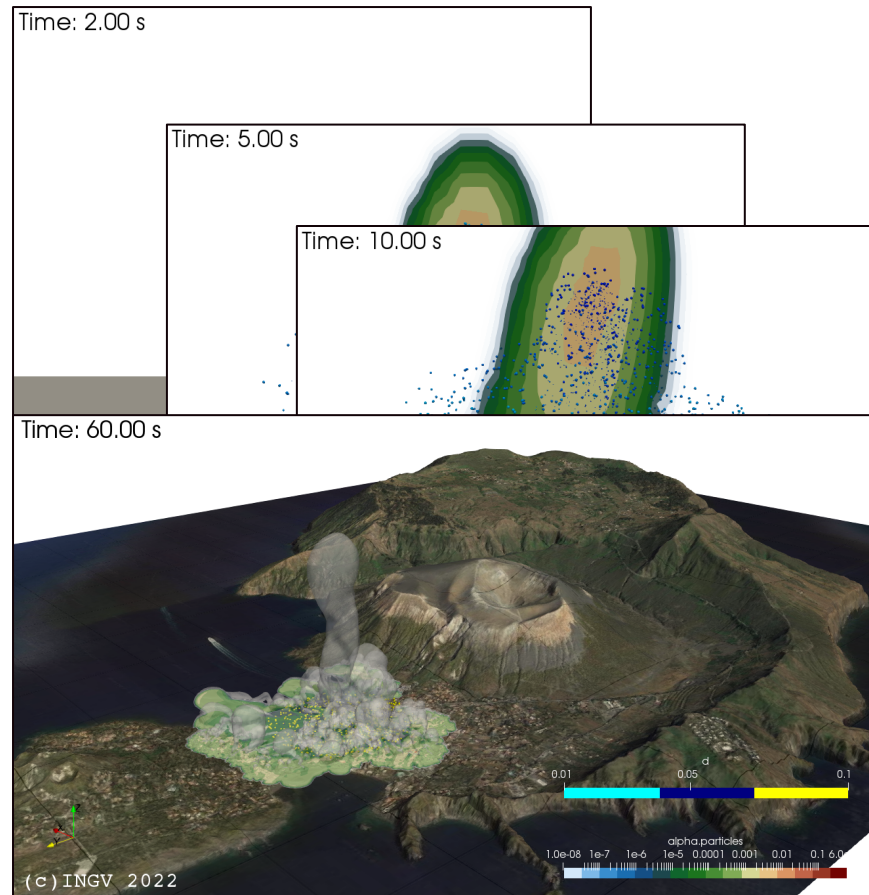 Time: 2.00 s
Time: 5.00 s
Time: 10.00 s
Time: 60.00 s
d
0.01 0.05 0.1
alpha.particles
1.0e-08 1e-7 1e-6 1e-5 0.0001 0.001 0.01 0.1 6.0
Z
Y
(c)INGV 2022